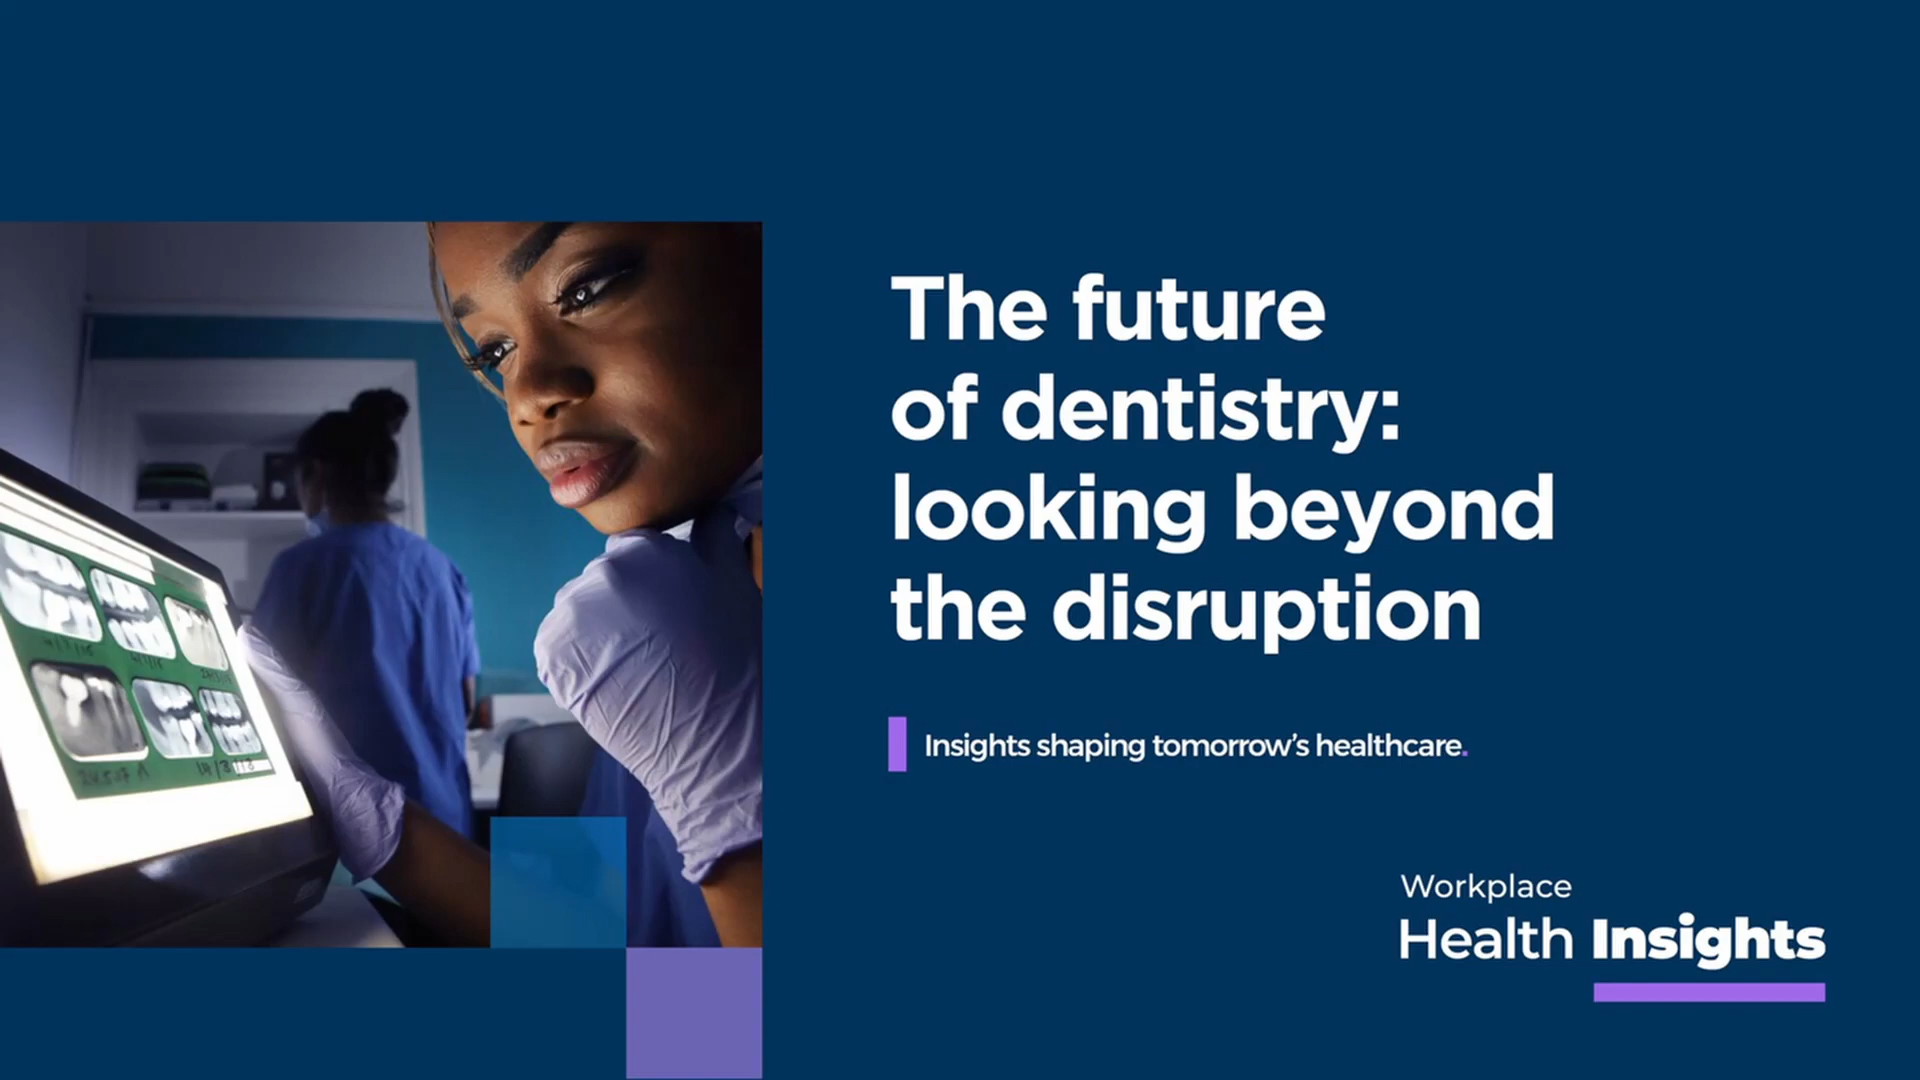 The future
of dentistry:
looking beyond
the disruption
Insights shaping tomorrow’s healthcare.
Workplace
Health Insights